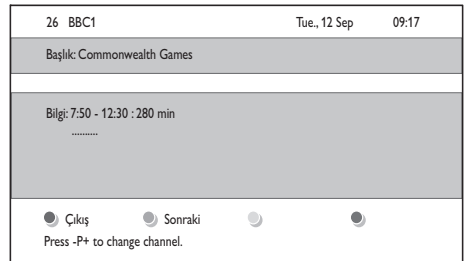 26 BBC1 Tue., 12 Sep 09:17
Başlık: Commonwealth Games
Bilgi: 7:50 - 12:30 : 280 min
..........
Çıkış Sonraki
Press -P+ to change channel.